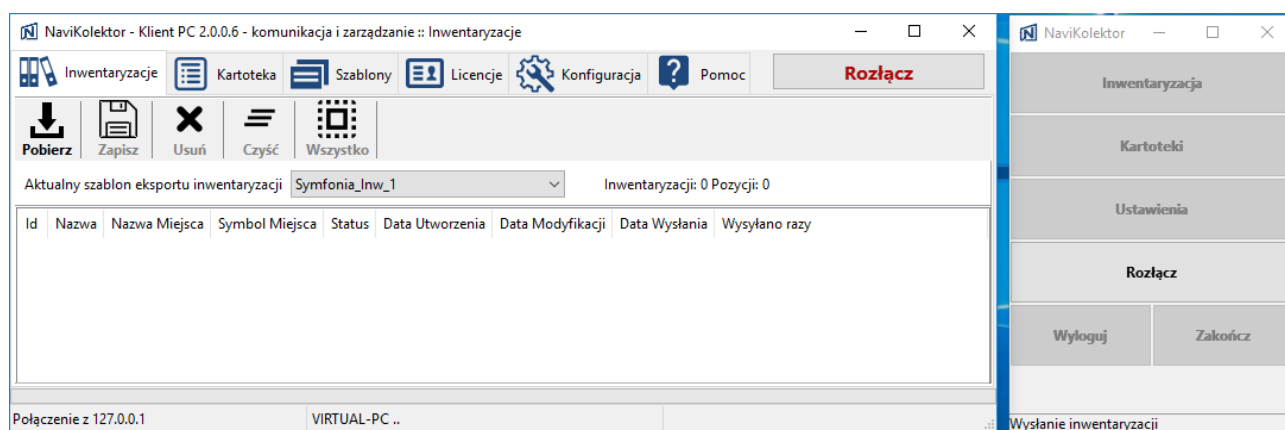 NaviKolektor - Klient PC 2.0.0.6 - komunikacja i zarządzanie :: Inwentaryzacje
Inwentaryzacje Kartoteka Szablony Licencje Konfiguracja Pomoc Rozłącz
Pobierz Zapisz Usuń Czyść Wszystko
Aktualny szablon eksportu inwentaryzacji Symfonia_Inw_1 Inwentaryzacji: 0 Pozycji: 0
Id Nazwa Nazwa Miejsca Symbol Miejsca Status Data Utworzenia Data Modyfikacji Data Wysłania Wysyłano razy
Połączenie z 127.0.0.1 VIRTUAL-PC ..
NaviKolektor
Inwentaryzacja
Kartoteki
Ustawienia
Rozłącz
Wyloguj Zakończ
Wysłanie inwentaryzacji